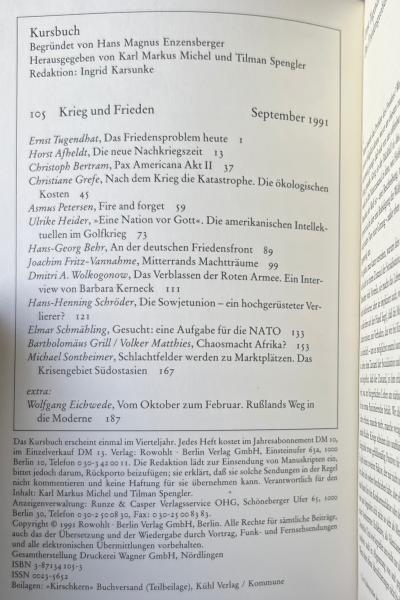 Kursbuch
Begründet von Hans Magnus Enzensberger
Herausgegeben von Karl Markus Michel und Tilman Spengler
Redaktion: Ingrid Karsunke
105 Krieg und Frieden September 1991
Ernst Tugendhat, Das Friedensproblem heute 1
Horst Afheldt, Die neue Nachkriegszeit 13
Christoph Bertram, Pax Americana Akt II 37
Christiane Grefe, Nach dem Krieg die Katastrophe. Die ökologischen
Kosten 45
Asmus Petersen, Fire and forget 59
Ulrike Heider, »Eine Nation vor Gott«. Die amerikanischen Intellek-
tuellen im Golfkrieg 73
Hans-Georg Behr, An der deutschen Friedensfront 89
Joachim Fritz-Vannahme, Mitterrands Machtträume 99
Dmitri A. Wolkogonow, Das Verblassen der Roten Armee. Ein Inter-
view von Barbara Kerneck 111
Hans-Henning Schröder, Die Sowjetunion – ein hochgerüsteter Ver-
lierer? 121
Elmar Schmähling, Gesucht: eine Aufgabe für die NATO 133
Bartholomäus Grill / Volker Matthies, Chaosmacht Afrika? 153
Michael Sontheimer, Schlachtfelder werden zu Marktplätzen. Das
Krisengebiet Südostasien 167
extra:
Wolfgang Eichwede, Vom Oktober zum Februar. Rußlands Weg in
die Moderne 187
Das Kursbuch erscheint einmal im Vierteljahr. Jedes Heft kostet im Jahresabonnement DM 10,
im Einzelverkauf DM 13. Verlag: Rowohlt · Berlin Verlag GmbH, Einsteinufer 63a, 1000
Berlin 10, Telefon 030-342 00 11. Die Redaktion lädt zur Einsendung von Manuskripten ein,
bittet jedoch darum, Rückporto beizufügen; sie erklärt, daß sie solche Sendungen in der Regel
nicht kommentieren und keine Haftung für sie übernehmen kann. Verantwortlich für den
Inhalt: Karl Markus Michel und Tilman Spengler.
Anzeigenverwaltung: Runze & Casper Verlagsservice OHG, Schöneberger Ufer 65, 1000
Berlin 30, Telefon 030-250 08 30, Fax: 030-25 00 83 83.
Copyright © 1991 Rowohlt · Berlin Verlag GmbH, Berlin. Alle Rechte für sämtliche Beiträge,
auch das der Übersetzung und der Wiedergabe durch Vortrag, Funk- und Fernsehsendungen
und alle elektronischen Übermittlungen vorbehalten.
Gesamtherstellung Druckerei Wagner GmbH, Nördlingen
ISBN 3-87134-105-3
ISSN 0023-5652
Beilagen: »Kirschkern« Buchversand (Teilbeilage), Kühl Verlag / Kommune